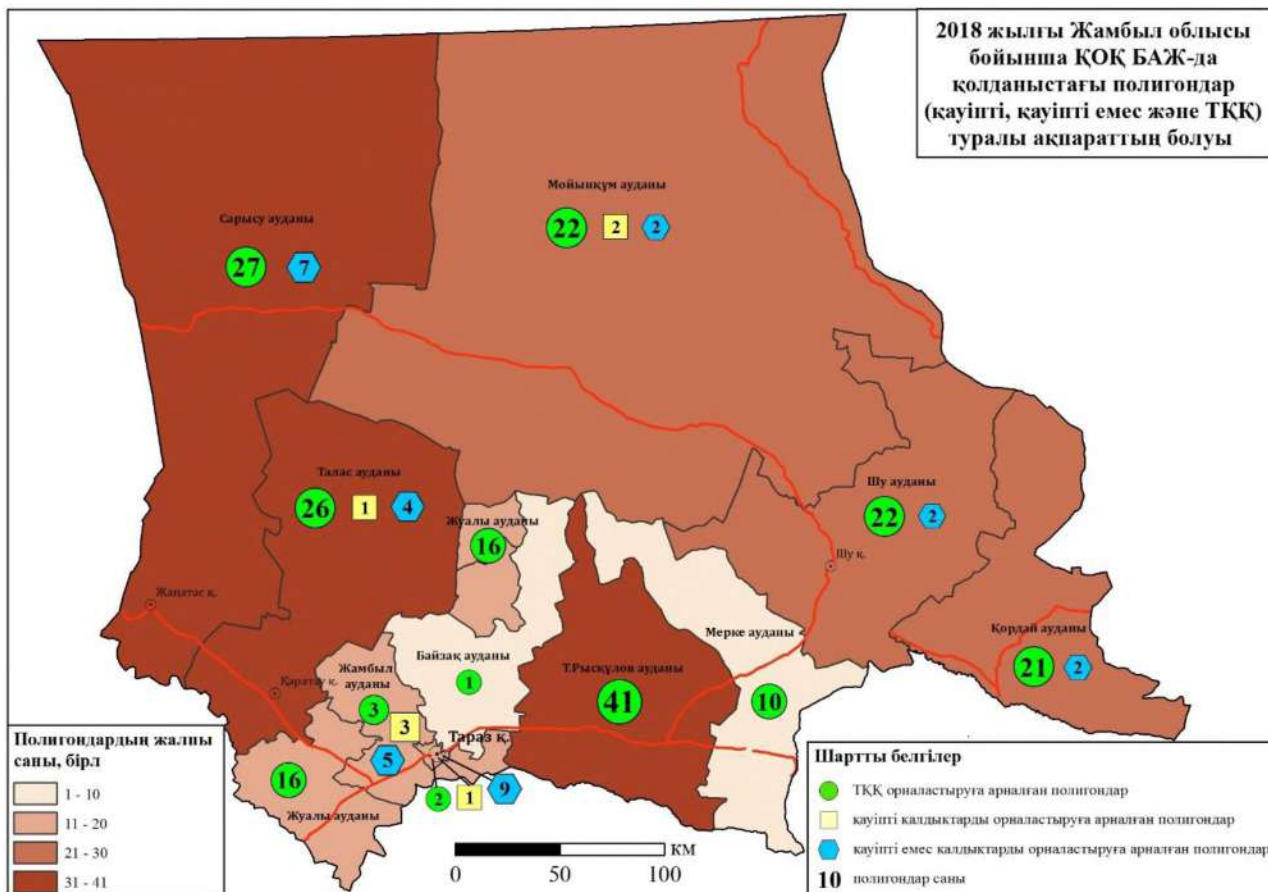 2018 жылғы Жамбыл облысы
бойынша ҚОҚ БАЖ-да
қолданыстағы полигондар
(қауіпті, қауіпті емес және ТҚҚ)
туралы ақпараттың болуы
Мойынқұм ауданы
22 2 2
Сарысу ауданы
27 7
Талас ауданы
26 1 4
Жуалы ауданы
16
Шу ауданы
22 2
Шу қ.
Жаңатас қ.
Қаратау қ.
Жамбыл
ауданы
3
3
5
Байзақ ауданы
1
Т.Рысқұлов ауданы
41
Мерке ауданы
10
Қордай ауданы
21 2
Тараз қ.
2 1 9
16
Жуалы ауданы
Полигондардың жалпы
саны, бірл
1 - 10
11 - 20
21 - 30
31 - 41
км
0 50 100
Шартты белгілер
ТҚҚ орналастыруға арналған полигондар
қауіпті қалдықтарды орналастыруға арналған полигондар
қауіпті емес қалдықтарды орналастыруға арналған полигондар
10 полигондар саны